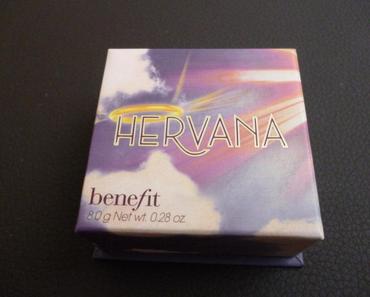 HERVANA
benefit
8.0 g Net wt. 0.28 oz.